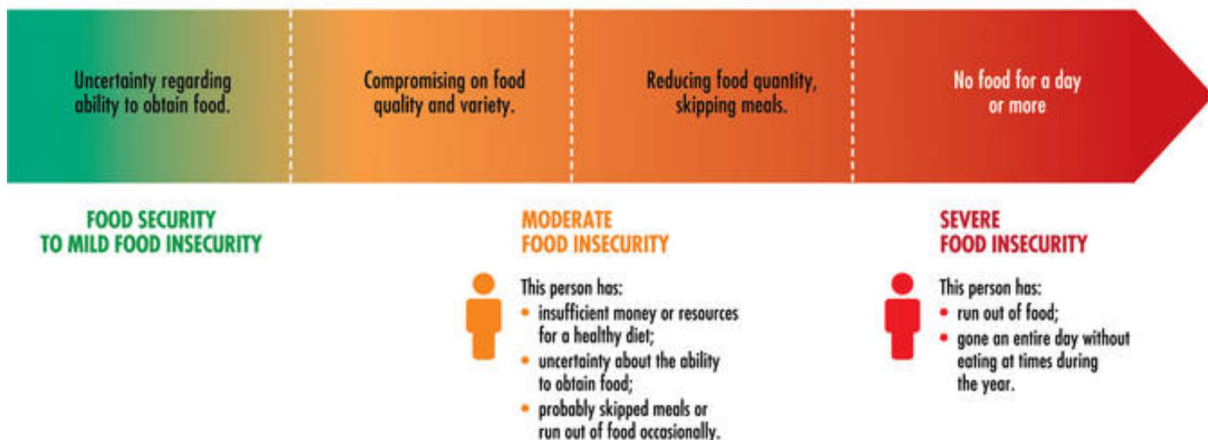 Uncertainty regarding
ability to obtain food.
Compromising on food
quality and variety.
Reducing food quantity,
skipping meals.
No food for a day
or more
FOOD SECURITY
TO MILD FOOD INSECURITY
MODERATE
FOOD INSECURITY
This person has:
• insufficient money or resources
for a healthy diet;
• uncertainty about the ability
to obtain food;
• probably skipped meals or
run out of food occasionally.
SEVERE
FOOD INSECURITY
This person has:
• run out of food;
• gone an entire day without
eating at times during
the year.